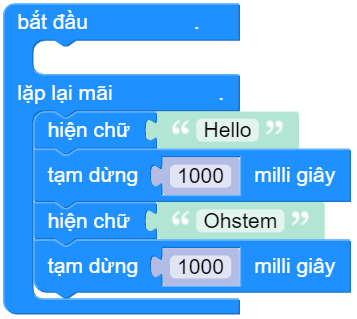 bắt đầu .
lặp lại mãi .
hiện chữ “ Hello ”
tạm dừng 1000 milli giây
hiện chữ “ Ohstem ”
tạm dừng 1000 milli giây